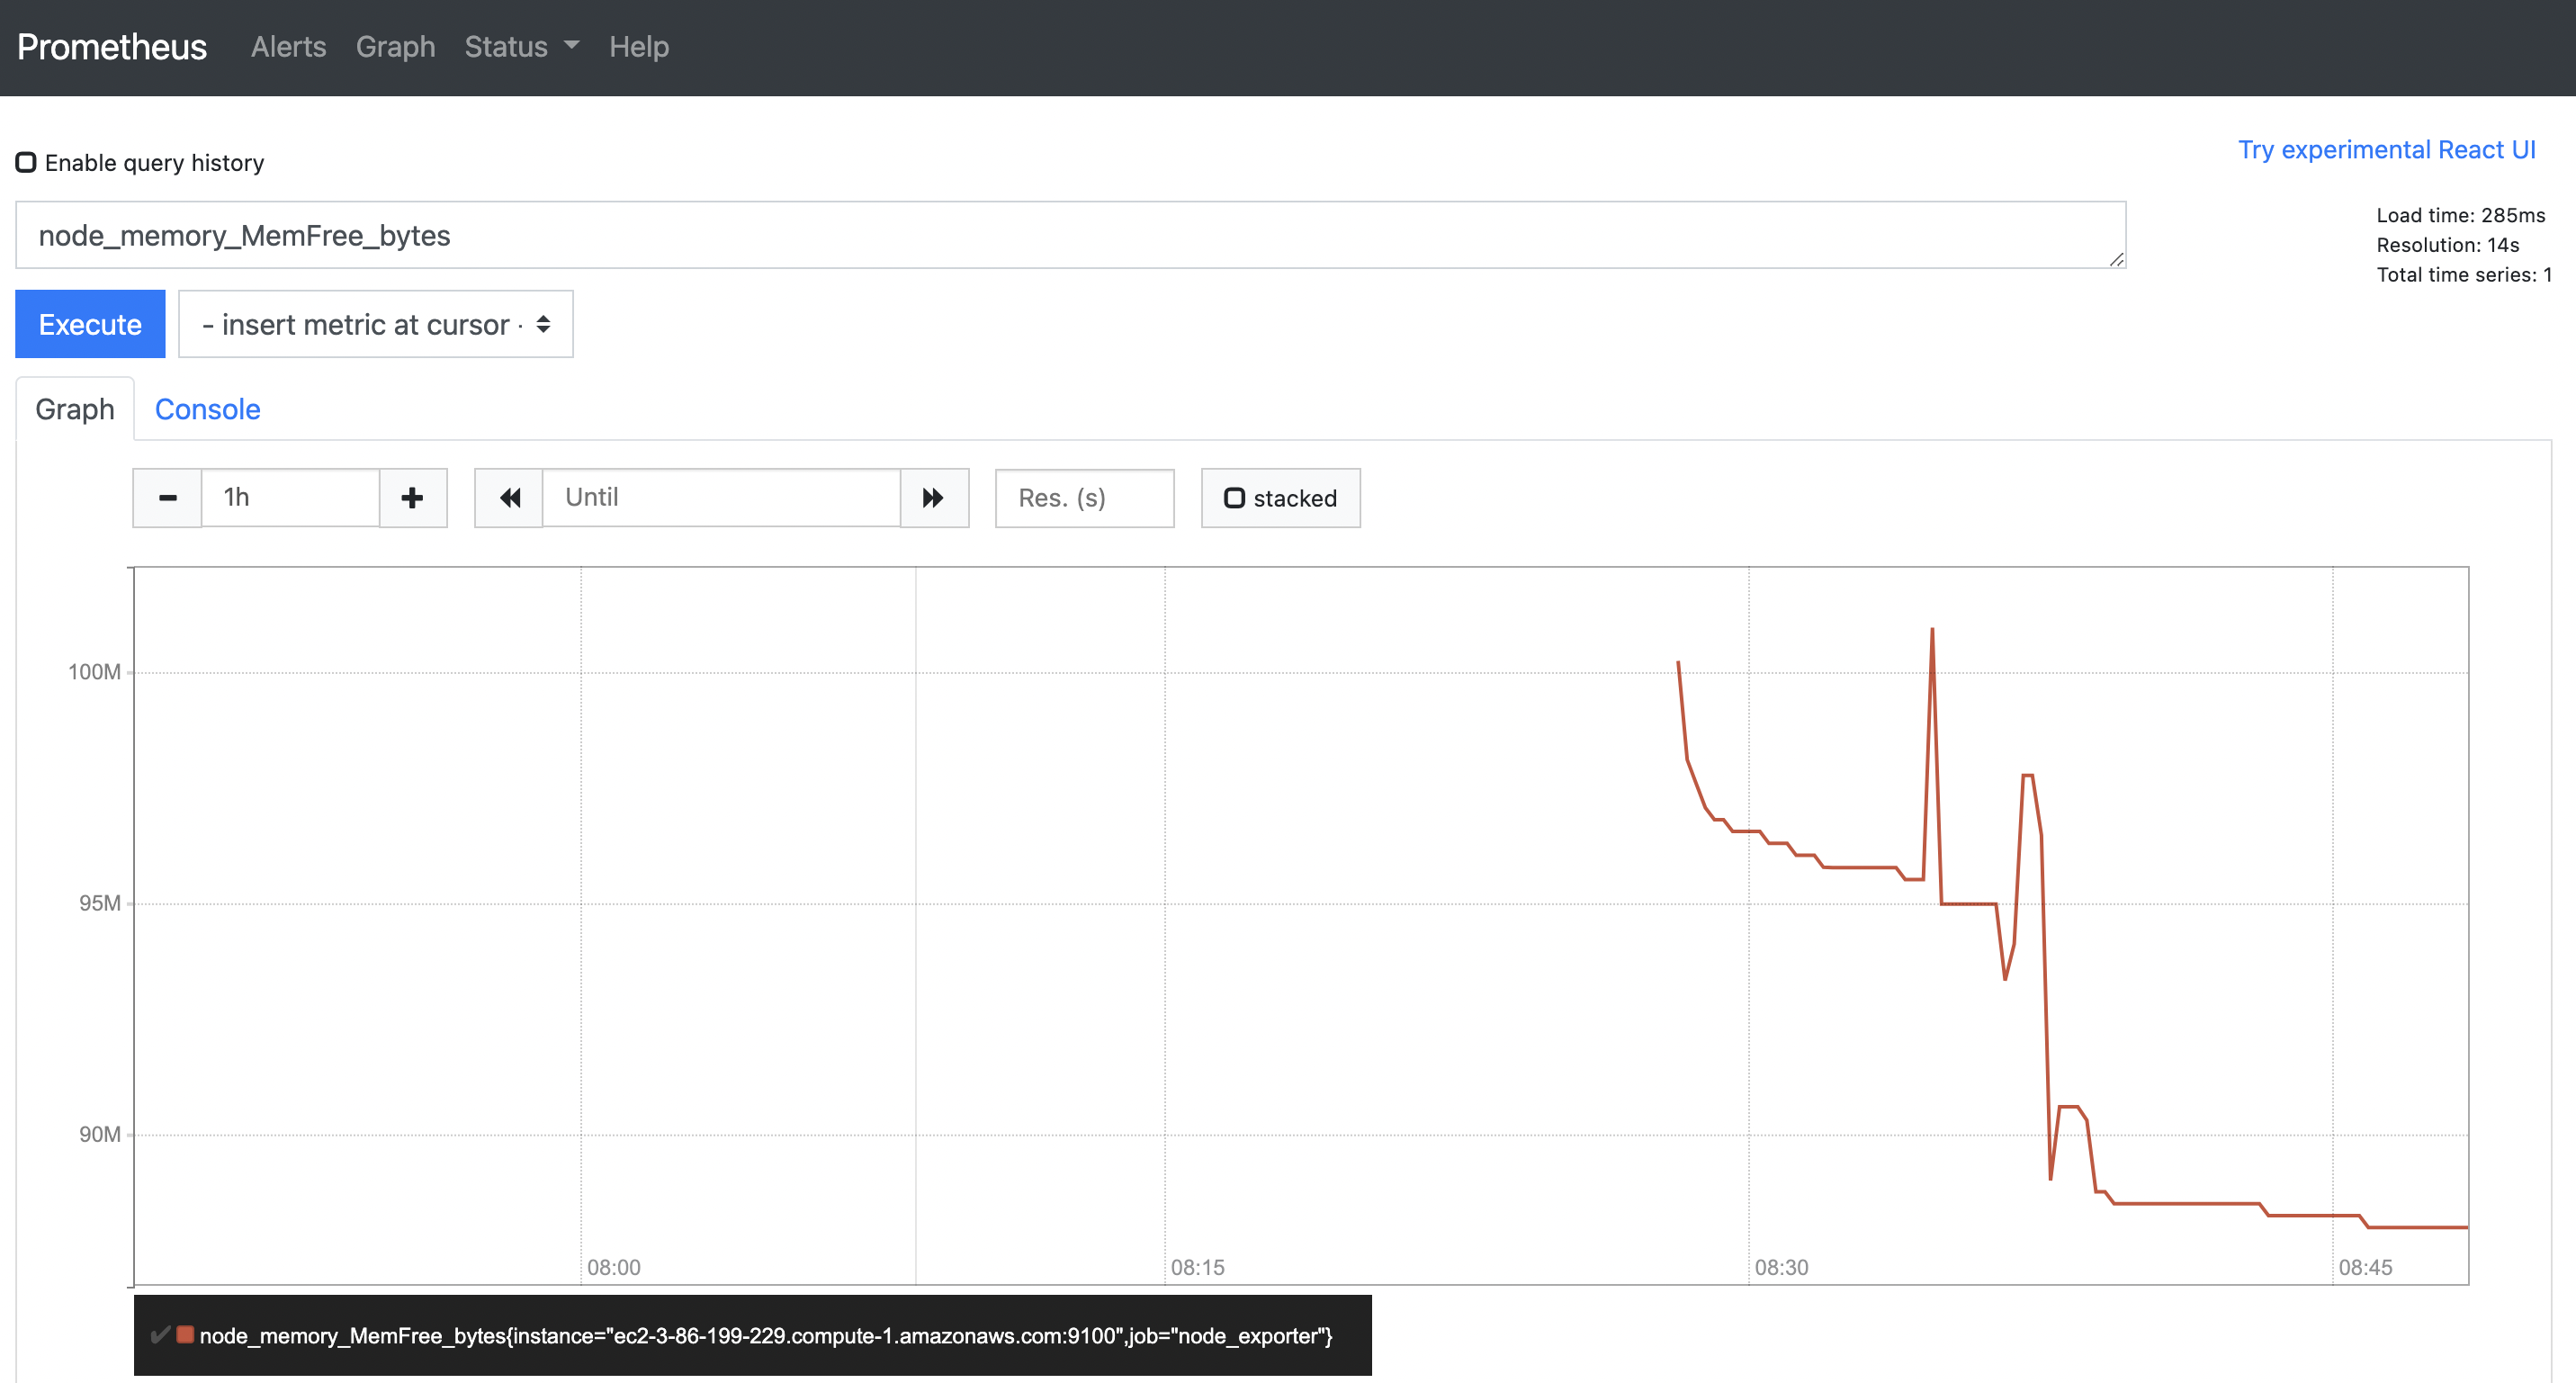 Prometheus Alerts Graph Status Help
Enable query history
Try experimental React UI
node_memory_MemFree_bytes
Load time: 285ms
Resolution: 14s
Total time series: 1
Execute
- insert metric at cursor -
Graph Console
1h
Until
Res. (s)
stacked
100M
95M
90M
08:00 08:15 08:30 08:45
node_memory_MemFree_bytes{instance="ec2-3-86-199-229.compute-1.amazonaws.com:9100",job="node_exporter"}